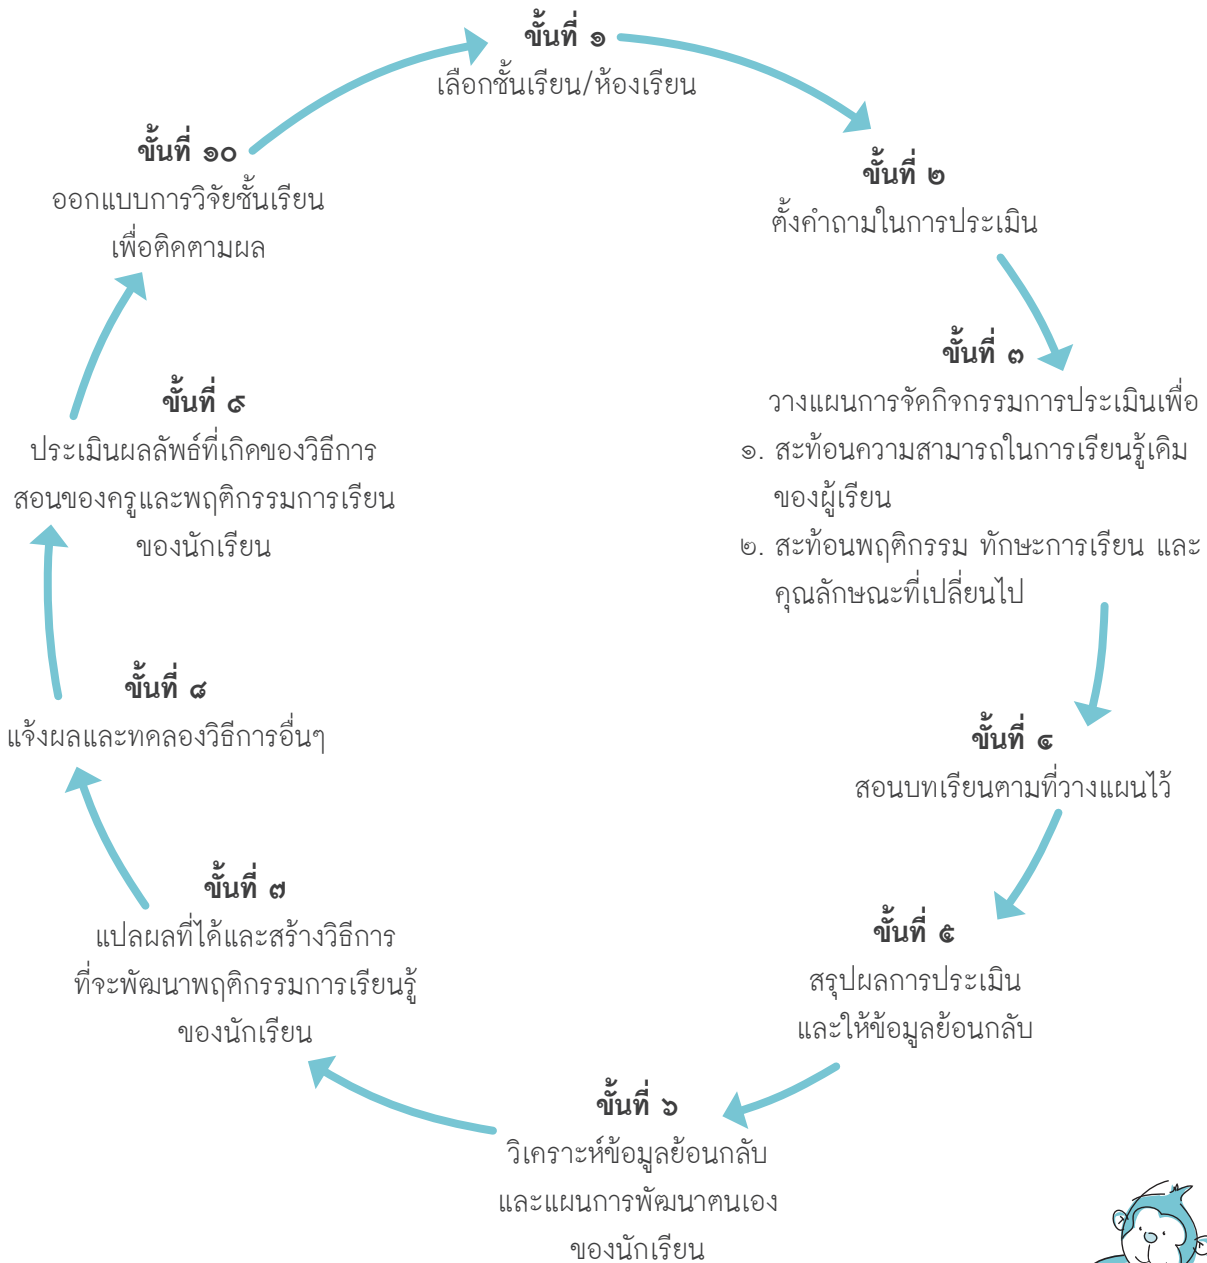 ขั้นที่ ๑
เลือกชั้นเรียน/ห้องเรียน
ขั้นที่ ๒
ตั้งคำถามในการประเมิน
ขั้นที่ ๓
วางแผนการจัดกิจกรรมการประเมินเพื่อ
๑. สะท้อนความสามารถในการเรียนรู้เดิม
ของผู้เรียน
๒. สะท้อนพฤติกรรม ทักษะการเรียน และ
คุณลักษณะที่เปลี่ยนไป
ขั้นที่ ๔
สอนบทเรียนตามที่วางแผนไว้
ขั้นที่ ๕
สรุปผลการประเมิน
และให้ข้อมูลย้อนกลับ
ขั้นที่ ๖
วิเคราะห์ข้อมูลย้อนกลับ
และแผนการพัฒนาตนเอง
ของนักเรียน
ขั้นที่ ๗
แปลผลที่ได้และสร้างวิธีการ
ที่จะพัฒนาพฤติกรรมการเรียนรู้
ของนักเรียน
ขั้นที่ ๘
แจ้งผลและทดลองวิธีการอื่นๆ
ขั้นที่ ๙
ประเมินผลลัพธ์ที่เกิดของวิธีการ
สอนของครูและพฤติกรรมการเรียน
ของนักเรียน
ขั้นที่ ๑๐
ออกแบบการวิจัยชั้นเรียน
เพื่อติดตามผล